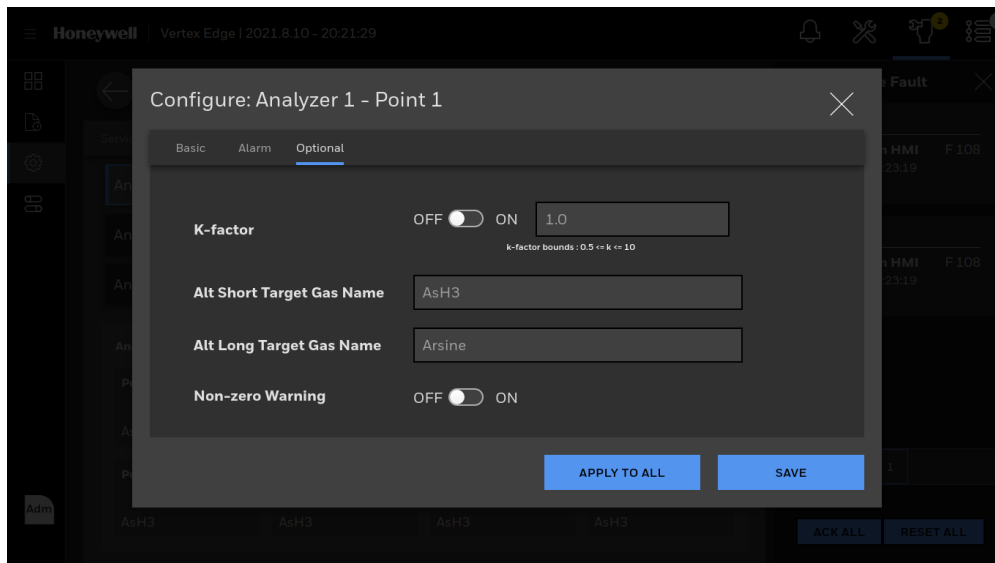 Honeywell Vertex Edge | 2021.8.10 - 20:21:29
2
Fault
Configure: Analyzer 1 - Point 1
Basic Alarm Optional
HMI F 108
23:19
K-factor OFF ON 1.0
k-factor bounds : 0.5 <= k <= 10
HMI F 108
23:19
Alt Short Target Gas Name AsH3
Alt Long Target Gas Name Arsine
Non-zero Warning OFF ON
APPLY TO ALL SAVE
1
Adm
AsH3 AsH3 AsH3 AsH3
ACK ALL RESET ALL